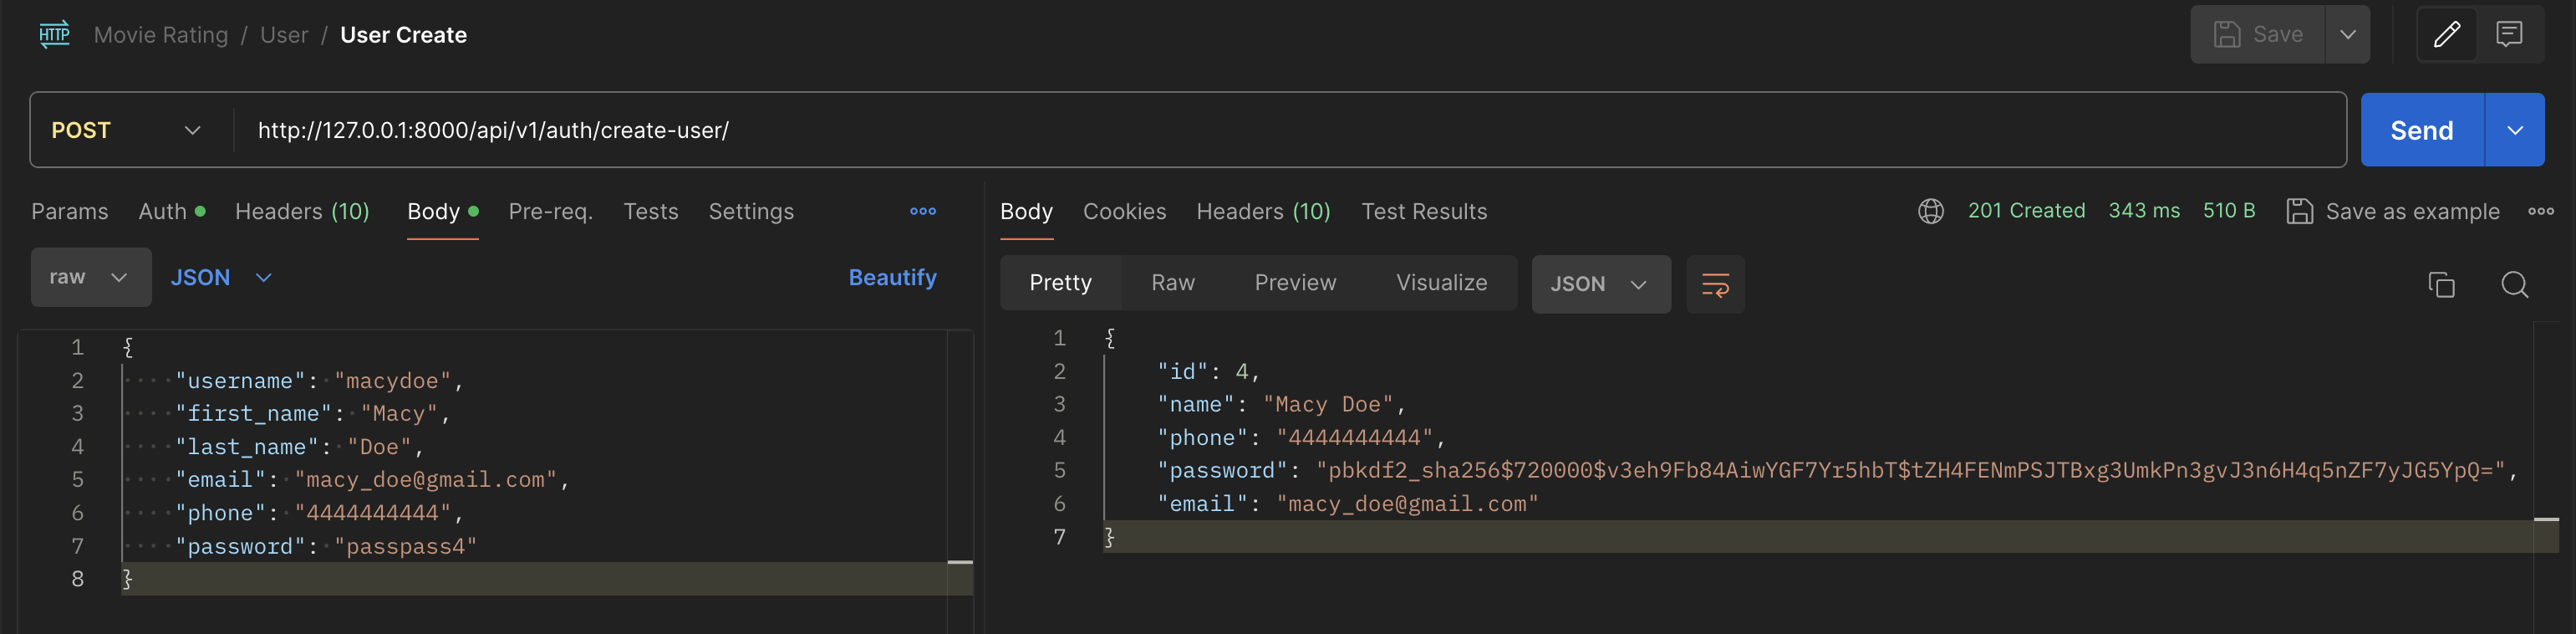 HTTP Movie Rating / User / User Create Save
POST http://127.0.0.1:8000/api/v1/auth/create-user/ Send
Params Auth Headers (10) Body Pre-req. Tests Settings
raw JSON Beautify
1 {
2 "username": "macydoe",
3 "first_name": "Macy",
4 "last_name": "Doe",
5 "email": "macy_doe@gmail.com",
6 "phone": "4444444444",
7 "password": "passpass4"
8 }
Body Cookies Headers (10) Test Results 201 Created 343 ms 510 B Save as example
Pretty Raw Preview Visualize JSON
1 {
2 "id": 4,
3 "name": "Macy Doe",
4 "phone": "4444444444",
5 "password": "pbkdf2_sha256$720000$v3eh9Fb84AiwYGF7Yr5hbT$tZH4FENmPSJTBxg3UmkPn3gvJ3n6H4q5nZF7yJG5YpQ=",
6 "email": "macy_doe@gmail.com"
7 }